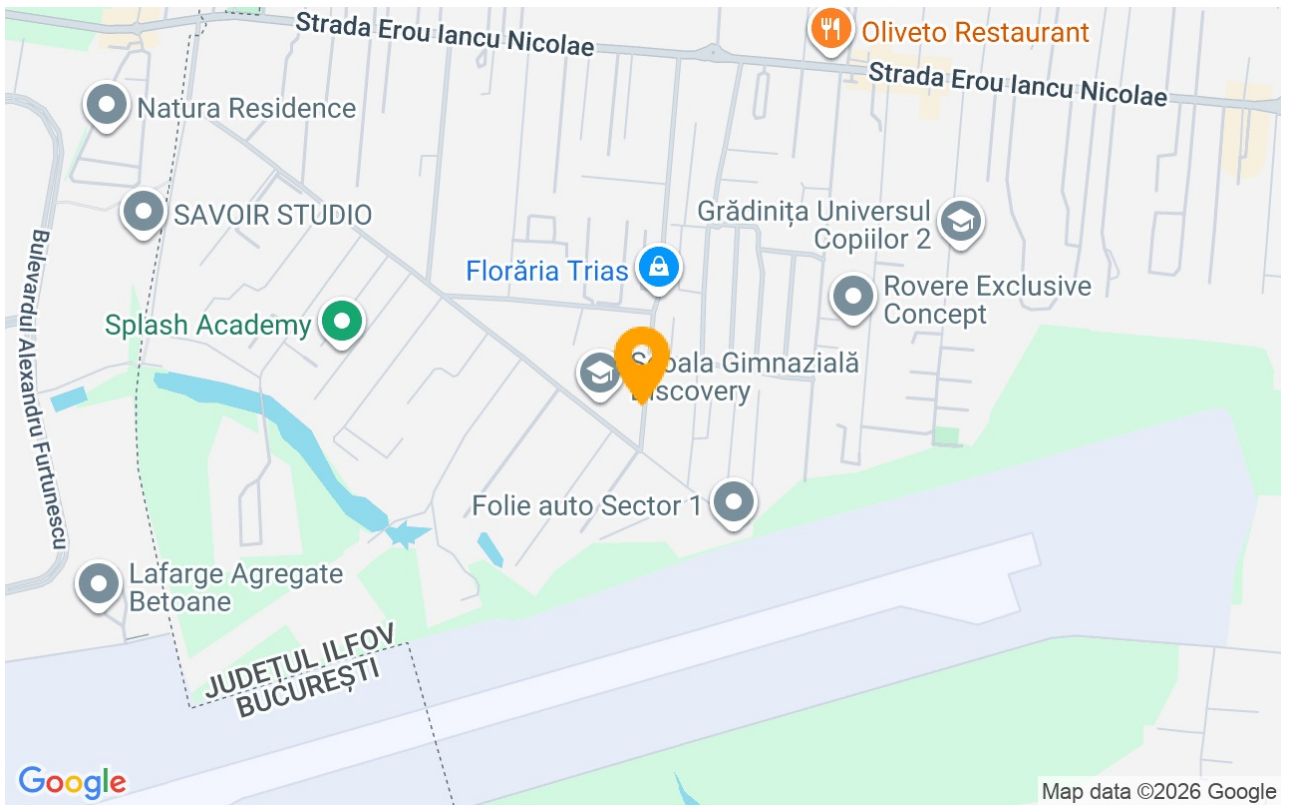 Strada Erou Iancu Nicolae
Oliveto Restaurant
Strada Erou Iancu Nicolae
Natura Residence
SAVOIR STUDIO
Grădinița Universul
Copiilor 2
Bulevardul Alexandru Furtunescu
Florăria Trias
Rovere Exclusive
Concept
Splash Academy
Gimnazială
Folie auto Sector 1
Lafarge Agregate
Betoane
JUDEȚUL ILFOV
BUCUREȘTI
Google
Map data ©2026 Google